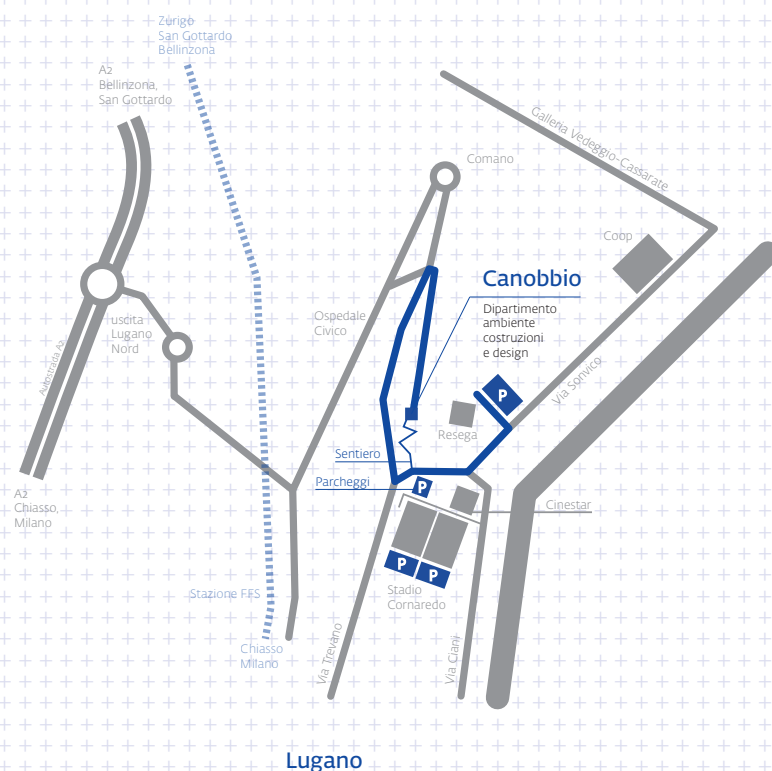 Zurigo
San Gottardo
Bellinzona
A2
Bellinzona,
San Gottardo
Galleria Vedeggio-Cassarate
Comano
Coop
Canobbio
Dipartimento
ambiente
costruzioni
e design
Ospedale
Civico
uscita
Lugano
Nord
Autostrada A2
Via Sonvico
P
Resega
Sentiero
Parcheggi
P
A2
Chiasso,
Milano
Cinestar
P
P
Stazione FFS
Stadio
Cornaredo
Chiasso
Milano
Via Trevano
Via Ciani
Lugano